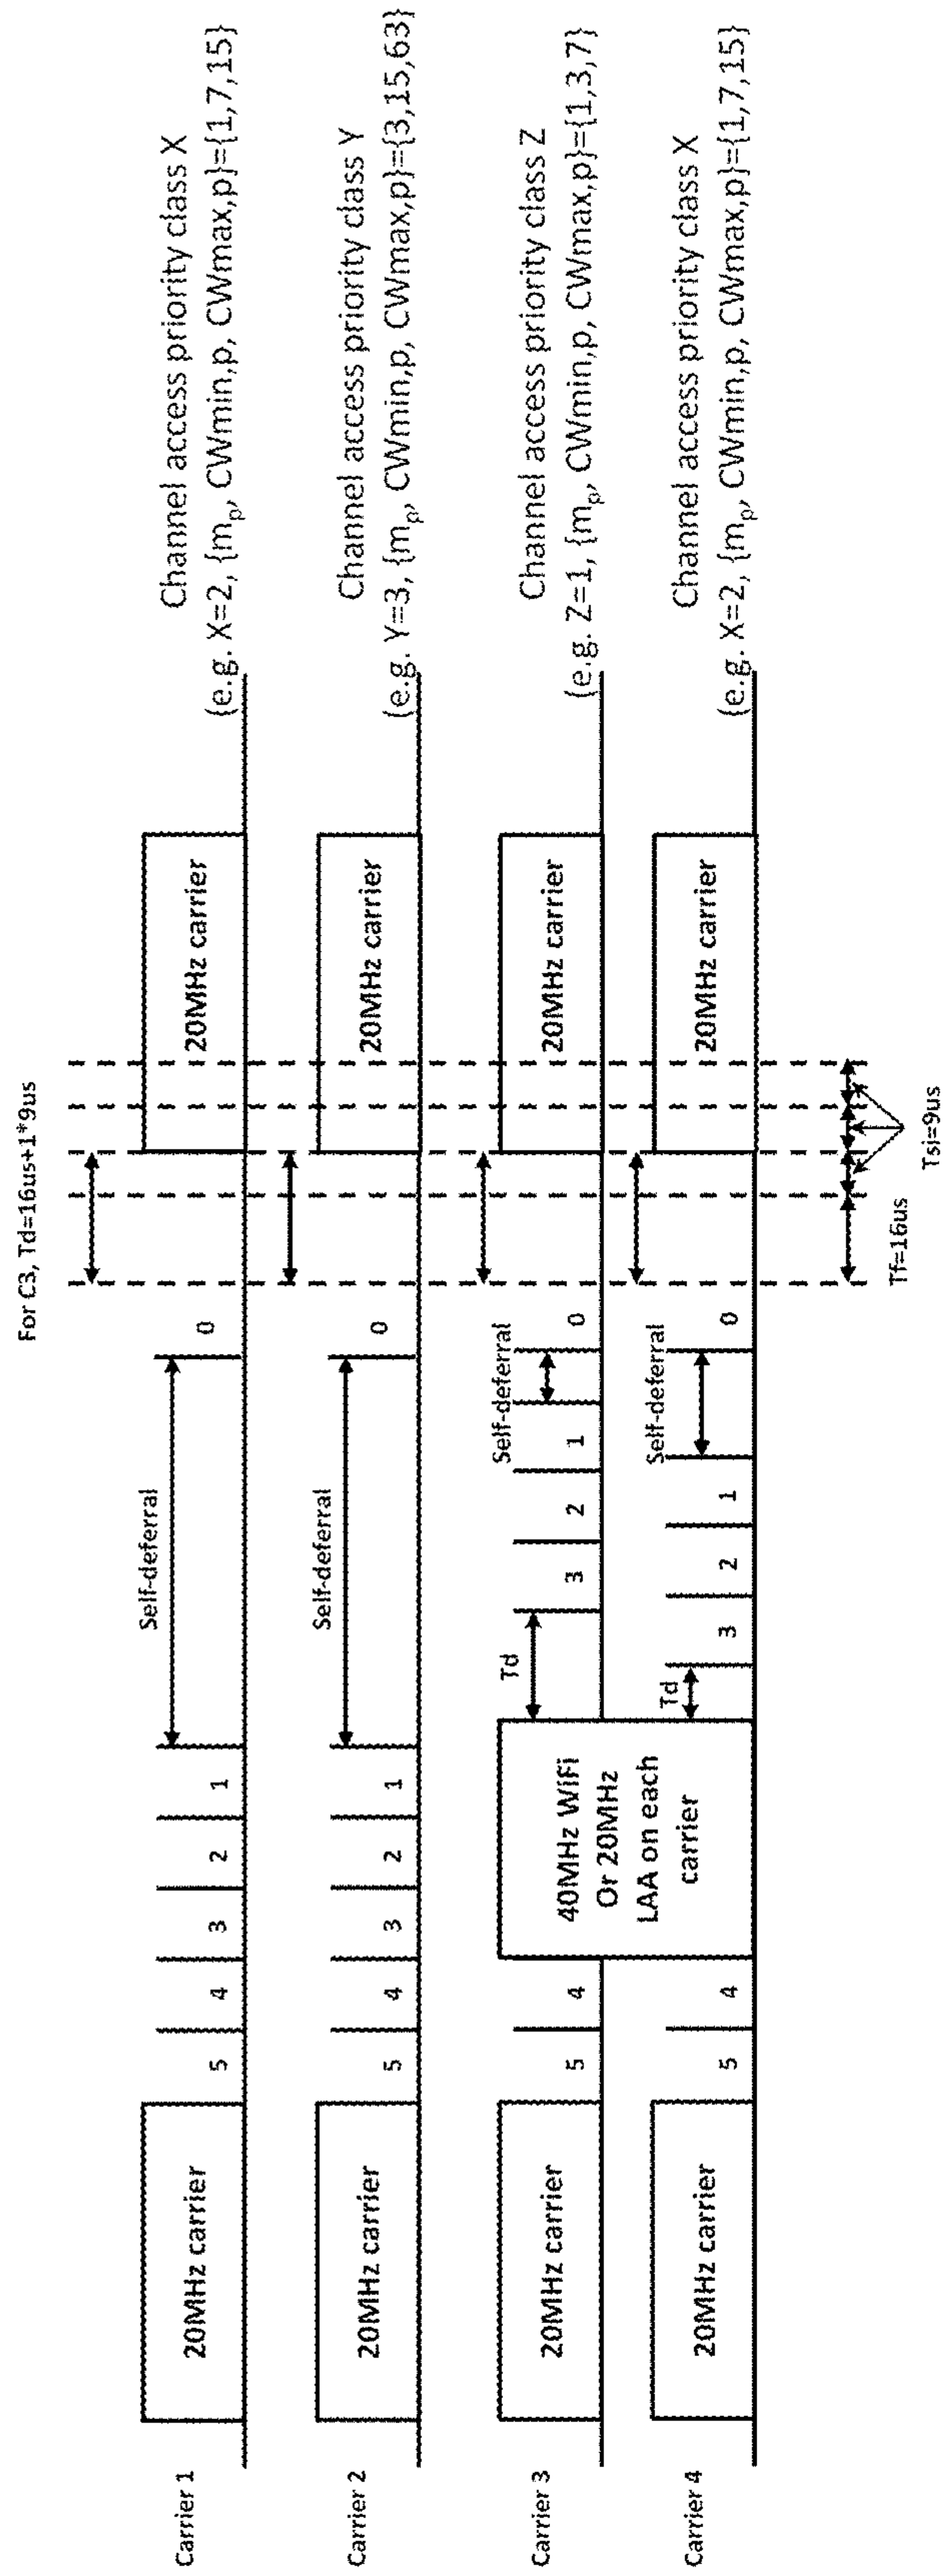 For C3, Td=16us+1*9us
Carrier 1
20MHz carrier
5
4
3
2
1
Self-deferral
0
20MHz carrier
Channel access priority class X
(e.g. X=2, {mp, CWmin,p, CWmax,p}={1,7,15}
Carrier 2
20MHz carrier
5
4
3
2
1
Self-deferral
0
20MHz carrier
Channel access priority class Y
(e.g. Y=3, {mp, CWmin,p, CWmax,p}={3,15,63}
Carrier 3
20MHz carrier
5
4
40MHz WiFi
Or 20MHz
LAA on each
carrier
Td
3
2
1
Self-deferral
0
20MHz carrier
Channel access priority class Z
(e.g. Z=1, {mp, CWmin,p, CWmax,p}={1,3,7}
Carrier 4
20MHz carrier
5
4
Td
3
2
1
Self-deferral
0
20MHz carrier
Channel access priority class X
(e.g. X=2, {mp, CWmin,p, CWmax,p}={1,7,15}
Tf=16us
Tsl=9us